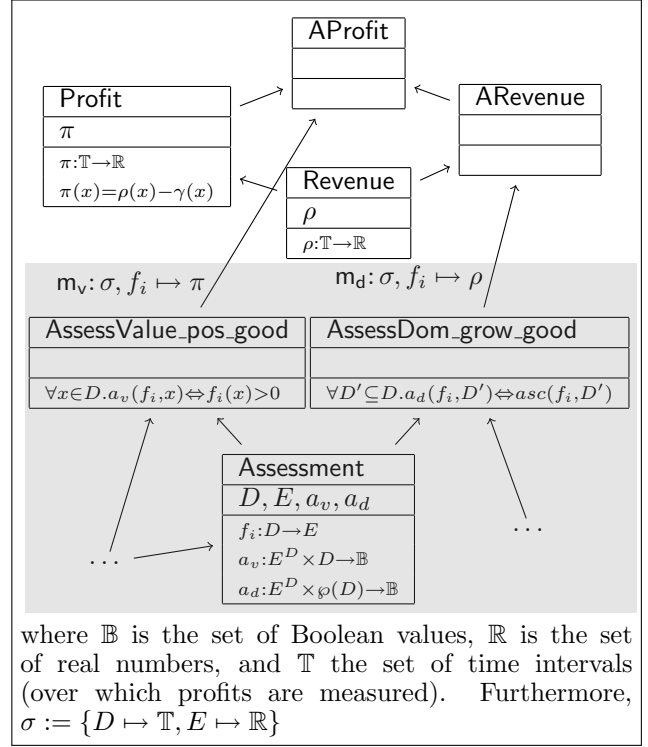 AProfit
Profit
π
π:𝕋→ℝ
π(x)=ρ(x)−γ(x)
ARevenue
Revenue
ρ
ρ:𝕋→ℝ
m_v: σ, f_i ↦ π
m_d: σ, f_i ↦ ρ
AssessValue_pos_good
∀x∈D.a_v(f_i,x)⇔f_i(x)>0
AssessDom_grow_good
∀D′⊆D.a_d(f_i,D′)⇔asc(f_i,D′)
Assessment
D, E, a_v, a_d
f_i:D→E
a_v:E^D×D→𝔹
a_d:E^D×℘(D)→𝔹
...
...
where 𝔹 is the set of Boolean values, ℝ is the set
of real numbers, and 𝕋 the set of time intervals
(over which profits are measured). Furthermore,
σ := {D ↦ 𝕋, E ↦ ℝ}